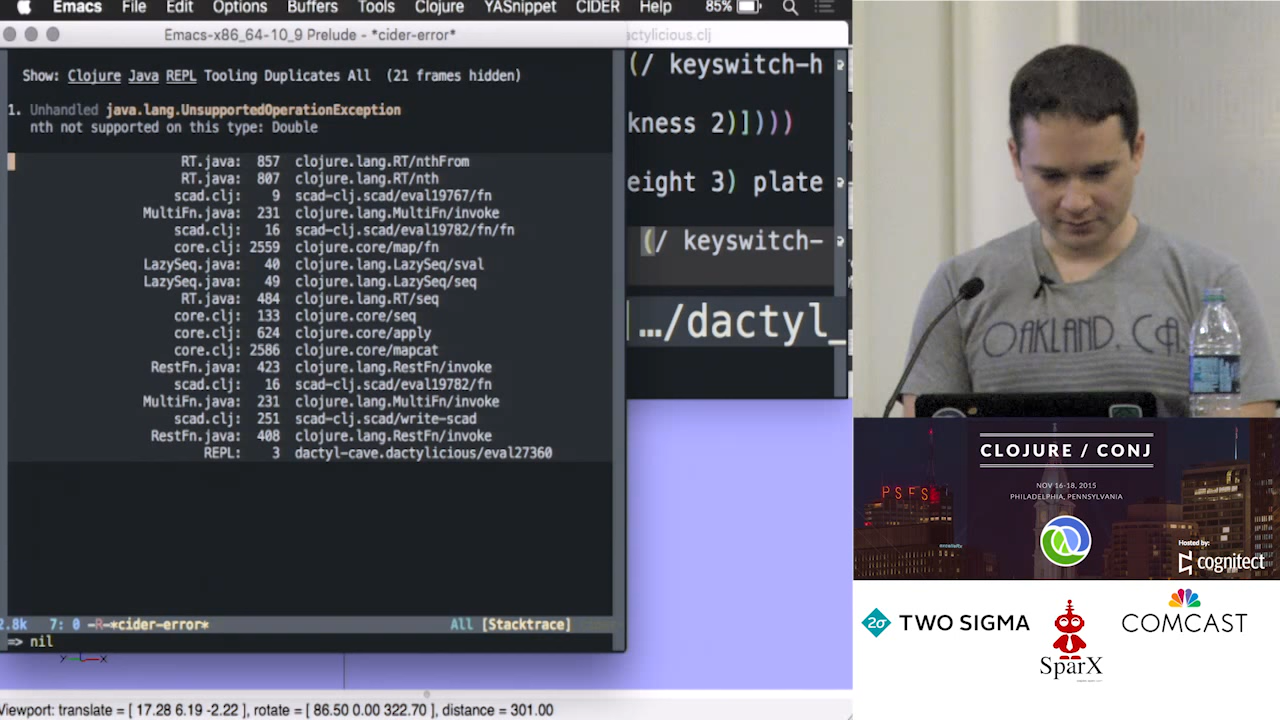 Emacs File Edit Options Buffers Tools Clojure YASnippet CIDER Help 85%
Emacs-x86_64-10_9 Prelude - *cider-error*
actylicious.clj
Show: Clojure Java REPL Tooling Duplicates All (21 frames hidden)
1. Unhandled java.lang.UnsupportedOperationException
nth not supported on this type: Double
RT.java: 857 clojure.lang.RT/nthFrom
RT.java: 807 clojure.lang.RT/nth
scad.clj: 9 scad-clj.scad/eval19767/fn
MultiFn.java: 231 clojure.lang.MultiFn/invoke
scad.clj: 16 scad-clj.scad/eval19782/fn/fn
core.clj: 2559 clojure.core/map/fn
LazySeq.java: 40 clojure.lang.LazySeq/sval
LazySeq.java: 49 clojure.lang.LazySeq/seq
RT.java: 484 clojure.lang.RT/seq
core.clj: 133 clojure.core/seq
core.clj: 624 clojure.core/apply
core.clj: 2586 clojure.core/mapcat
RestFn.java: 423 clojure.lang.RestFn/invoke
scad.clj: 16 scad-clj.scad/eval19782/fn
MultiFn.java: 231 clojure.lang.MultiFn/invoke
scad.clj: 251 scad-clj.scad/write-scad
RestFn.java: 408 clojure.lang.RestFn/invoke
REPL: 3 dactyl-cave.dactylicious/eval27360
2.8k 7: 0 -R-*cider-error* All [Stacktrace]
=> nil
(/ keyswitch-h
kness 2)])))
eight 3) plate
(/ keyswitch-
…/dactyl_
Y X
Viewport: translate = [ 17.28 6.19 -2.22 ], rotate = [ 86.50 0.00 322.70 ], distance = 301.00
OAKLAND, CA.
CLOJURE / CONJ
NOV 16-18, 2015
PHILADELPHIA, PENNSYLVANIA
PSFS
Hosted by:
cognitect
2σ TWO SIGMA
SparX
COMCAST